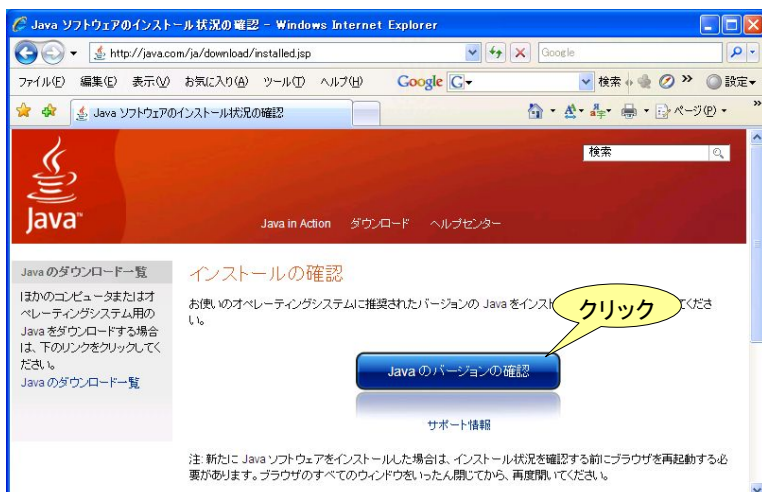 Java ソフトウェアのインストール状況の確認 - Windows Internet Explorer
http://java.com/ja/download/installed.jsp
Google
ファイル(F) 編集(E) 表示(V) お気に入り(A) ツール(T) ヘルプ(H) Google G 検索 » 設定
Java ソフトウェアのインストール状況の確認 ページ(P) »
検索
Java™
Java in Action ダウンロード ヘルプセンター
Java のダウンロード一覧
ほかのコンピュータまたはオ
ペレーティングシステム用の
Java をダウンロードする場合
は、下のリンクをクリックしてく
ださい。
Java のダウンロード一覧
インストールの確認
お使いのオペレーティングシステムに推奨されたバージョンの Java をインスト
クリック
てくださ
い。
Java のバージョンの確認
サポート情報
注: 新たに Java ソフトウェアをインストールした場合は、インストール状況を確認する前にブラウザを再起動する必
要があります。ブラウザのすべてのウィンドウをいったん閉じてから、再度開いてください。